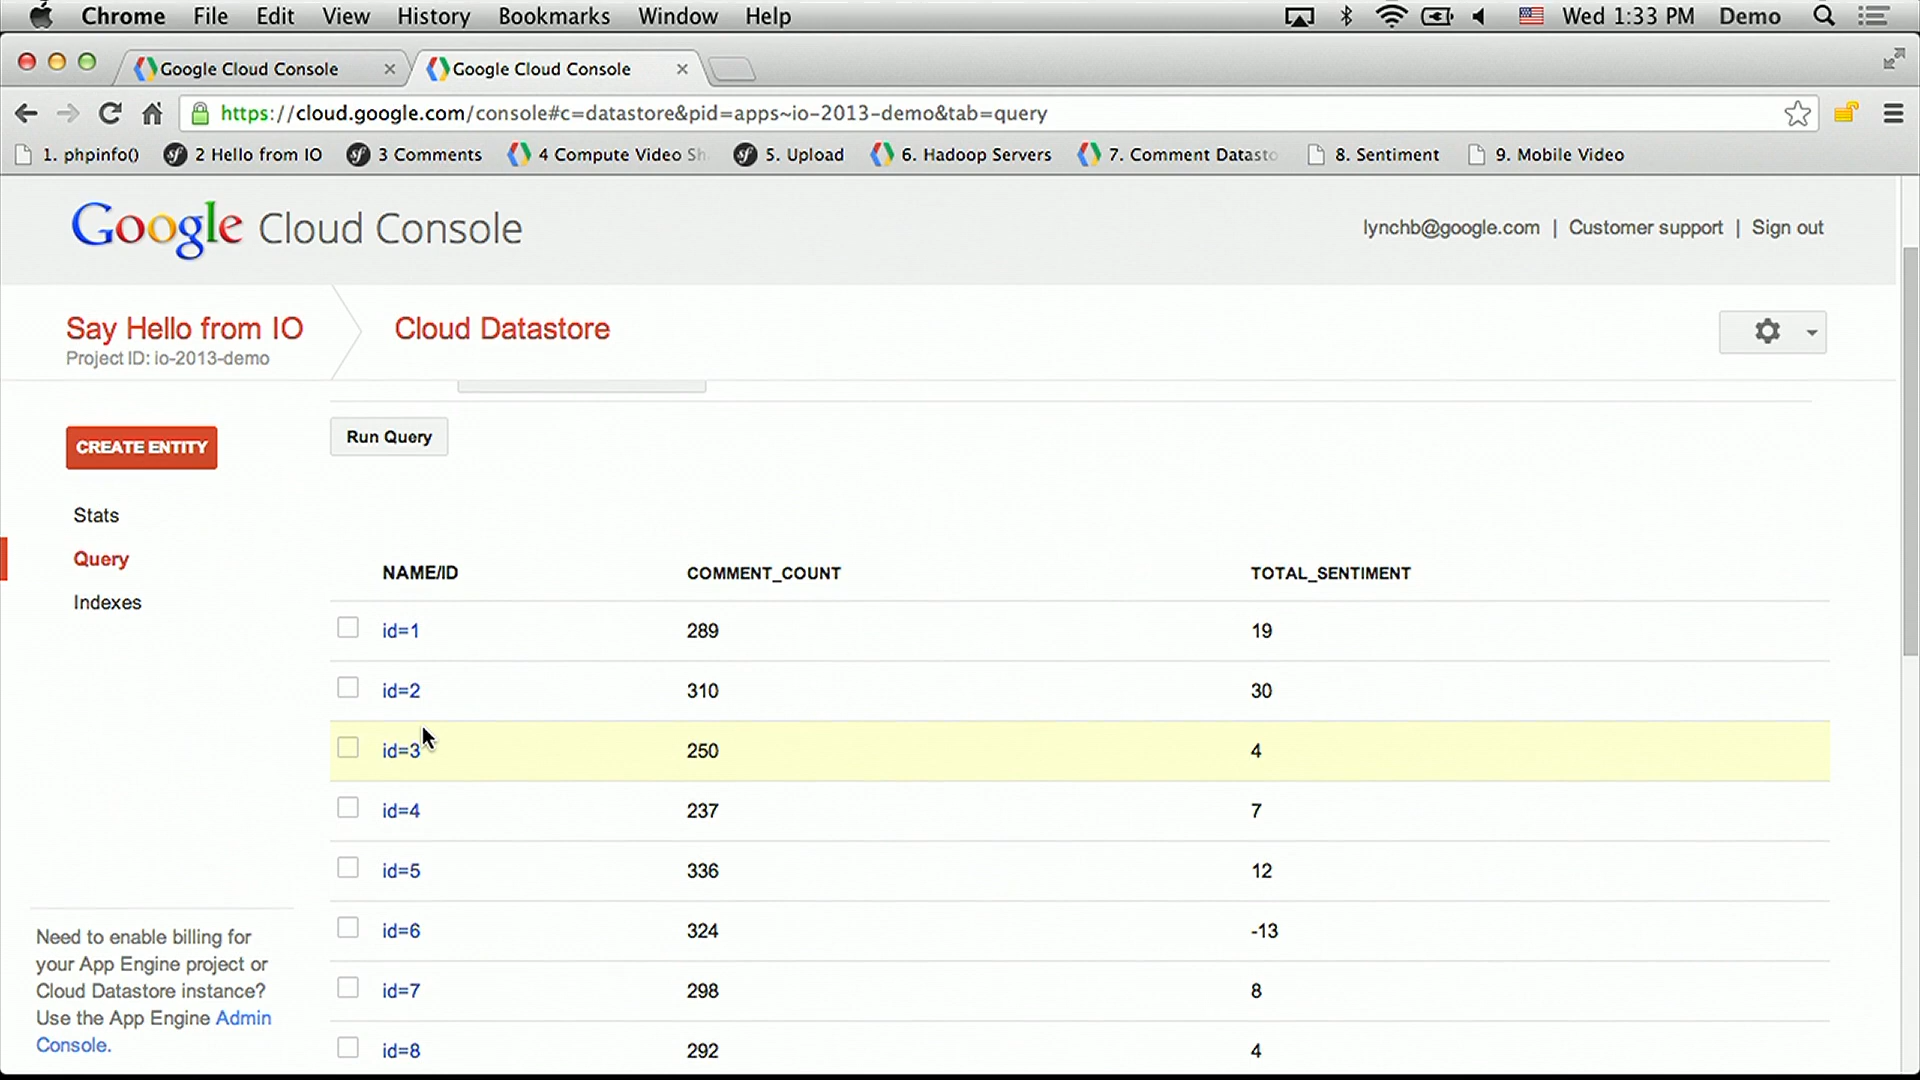 Chrome File Edit View History Bookmarks Window Help Wed 1:33 PM Demo
Google Cloud Console Google Cloud Console
https://cloud.google.com/console#c=datastore&pid=apps~io-2013-demo&tab=query
1. phpinfo() 2 Hello from IO 3 Comments 4 Compute Video Sh 5. Upload 6. Hadoop Servers 7. Comment Datasto 8. Sentiment 9. Mobile Video
Google Cloud Console
lynchb@google.com | Customer support | Sign out
Say Hello from IO
Project ID: io-2013-demo
Cloud Datastore
CREATE ENTITY
Stats
Query
Indexes
Need to enable billing for
your App Engine project or
Cloud Datastore instance?
Use the App Engine Admin
Console.
Run Query
NAME/ID COMMENT_COUNT TOTAL_SENTIMENT
id=1 289 19
id=2 310 30
id=3 250 4
id=4 237 7
id=5 336 12
id=6 324 -13
id=7 298 8
id=8 292 4